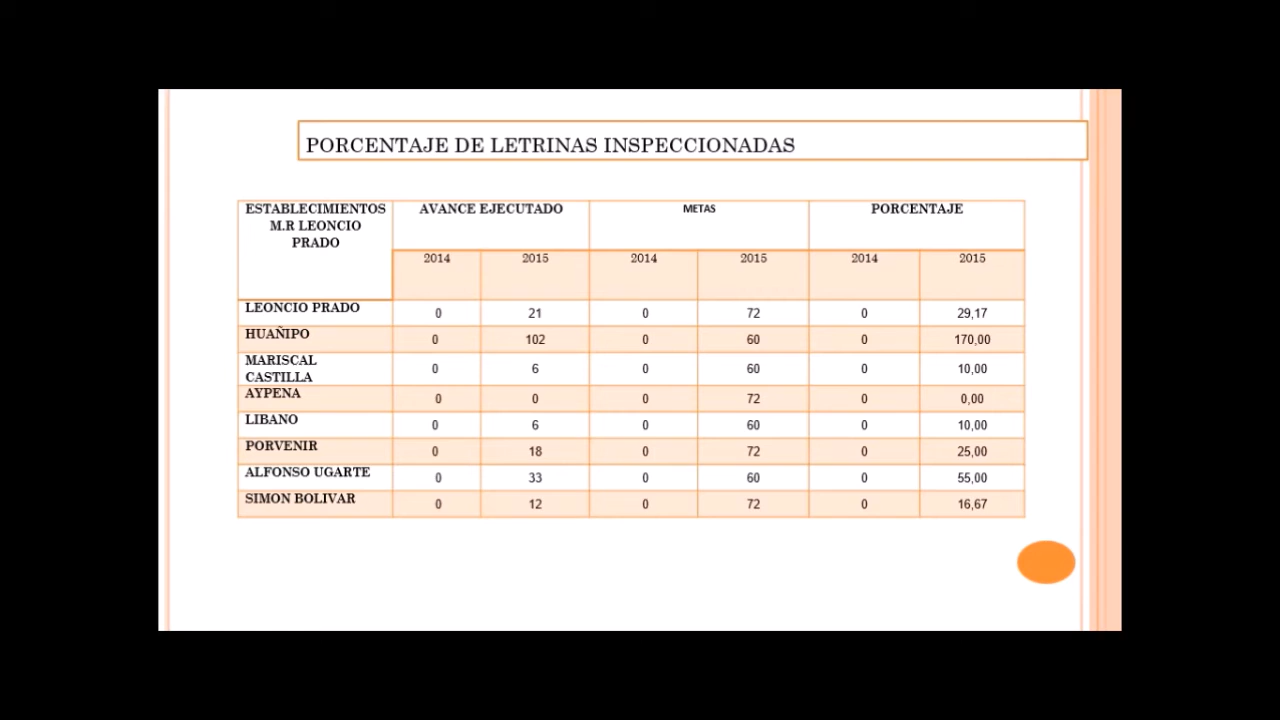 PORCENTAJE DE LETRINAS INSPECCIONADAS
ESTABLECIMIENTOS M.R LEONCIO PRADO AVANCE EJECUTADO METAS PORCENTAJE
2014 2015 2014 2015 2014 2015
LEONCIO PRADO 0 21 0 72 0 29,17
HUAÑIPO 0 102 0 60 0 170,00
MARISCAL CASTILLA 0 6 0 60 0 10,00
AYPENA 0 0 0 72 0 0,00
LIBANO 0 6 0 60 0 10,00
PORVENIR 0 18 0 72 0 25,00
ALFONSO UGARTE 0 33 0 60 0 55,00
SIMON BOLIVAR 0 12 0 72 0 16,67